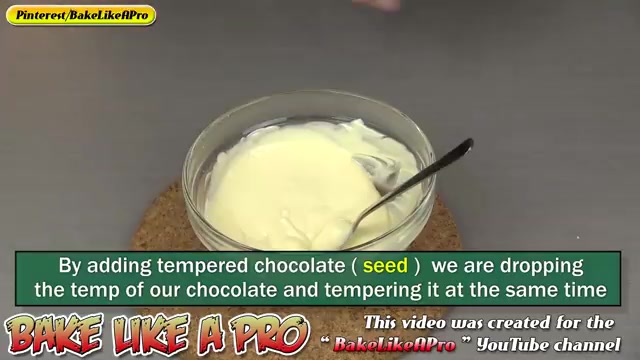 Pinterest/BakeLikeAPro
By adding tempered chocolate ( seed ) we are dropping
the temp of our chocolate and tempering it at the same time
BAKE LIKE A PRO
This video was created for the
“ BakeLikeAPro ” YouTube channel